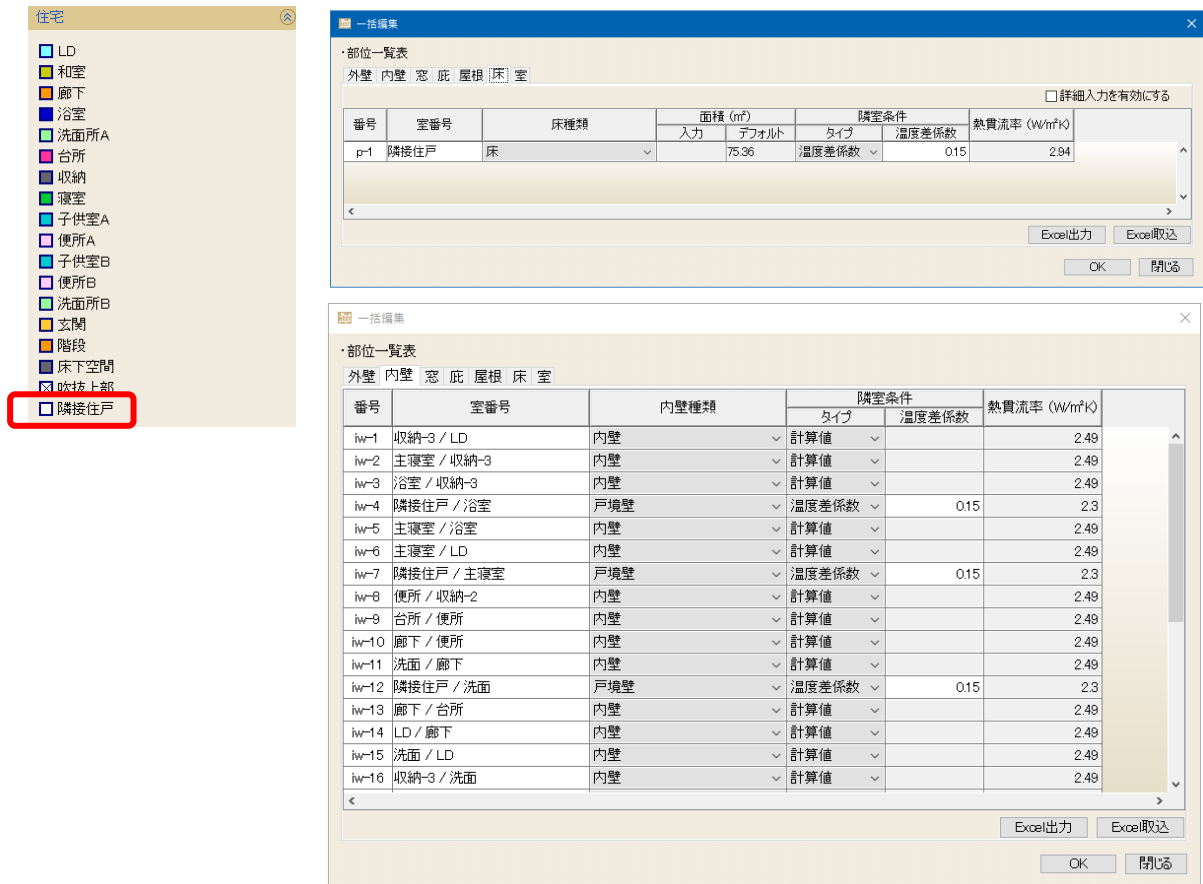 住宅
LD
和室
廊下
浴室
洗面所A
台所
収納
寝室
子供室A
便所A
子供室B
便所B
洗面所B
玄関
階段
床下空間
吹抜上部
隣接住戸
一括編集
・部位一覧表
外壁 内壁 窓 庇 屋根 床 室
詳細入力を有効にする
番号 室番号 床種類 面積 (㎡) 隣室条件 熱貫流率 (W/㎡K)
入力 デフォルト タイプ 温度差係数
p-1 隣接住戸 床 75.36 温度差係数 0.15 2.94
Excel出力 Excel取込
OK 閉じる
一括編集
・部位一覧表
外壁 内壁 窓 庇 屋根 床 室
番号 室番号 内壁種類 隣室条件 熱貫流率 (W/㎡K)
タイプ 温度差係数
iw-1 収納-3 / LD 内壁 計算値 2.49
iw-2 主寝室 / 収納-3 内壁 計算値 2.49
iw-3 浴室 / 収納-3 内壁 計算値 2.49
iw-4 隣接住戸 / 浴室 戸境壁 温度差係数 0.15 2.3
iw-5 主寝室 / 浴室 内壁 計算値 2.49
iw-6 主寝室 / LD 内壁 計算値 2.49
iw-7 隣接住戸 / 主寝室 戸境壁 温度差係数 0.15 2.3
iw-8 便所 / 収納-2 内壁 計算値 2.49
iw-9 台所 / 便所 内壁 計算値 2.49
iw-10 廊下 / 便所 内壁 計算値 2.49
iw-11 洗面 / 廊下 内壁 計算値 2.49
iw-12 隣接住戸 / 洗面 戸境壁 温度差係数 0.15 2.3
iw-13 廊下 / 台所 内壁 計算値 2.49
iw-14 LD / 廊下 内壁 計算値 2.49
iw-15 洗面 / LD 内壁 計算値 2.49
iw-16 収納-3 / 洗面 内壁 計算値 2.49
Excel出力 Excel取込
OK 閉じる